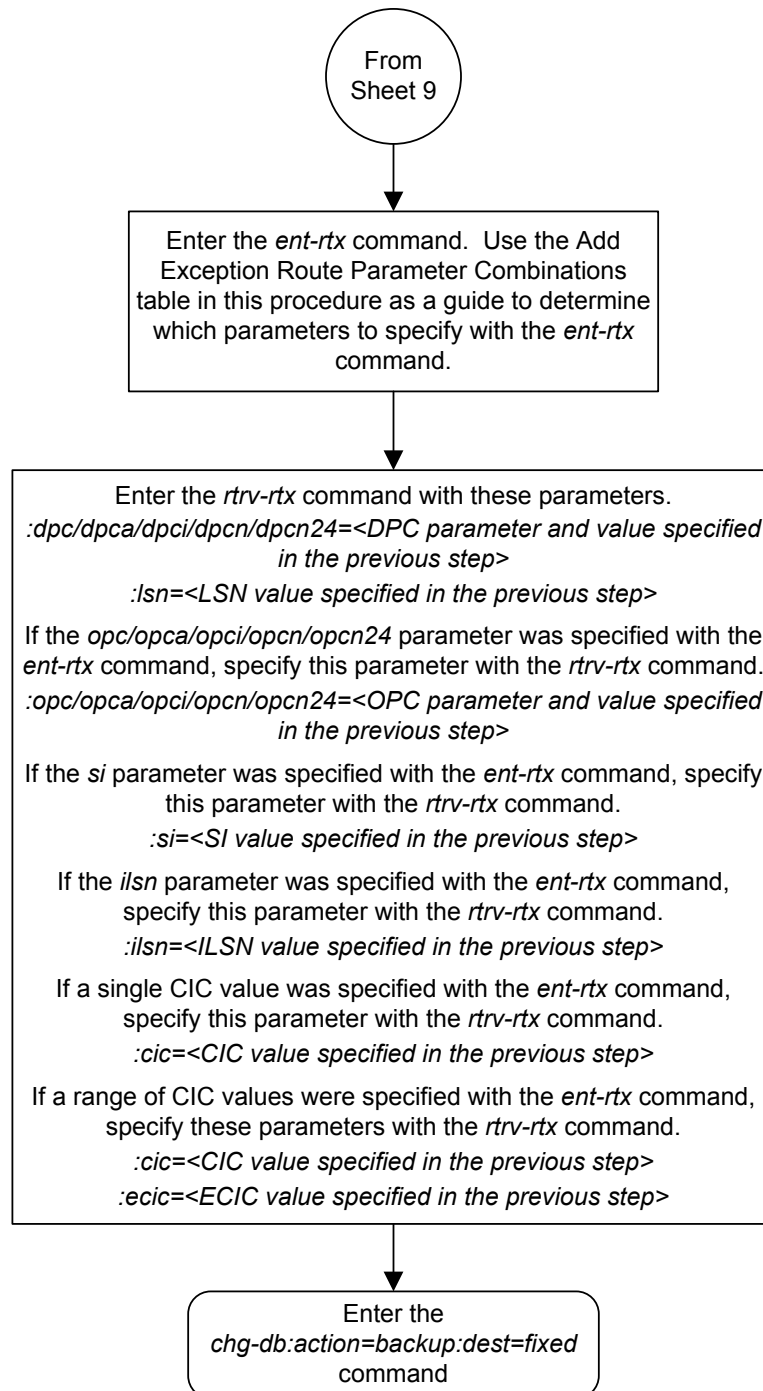 From
Sheet 9
Enter the ent-rtx command.  Use the Add
Exception Route Parameter Combinations
table in this procedure as a guide to determine
which parameters to specify with the ent-rtx
command.
Enter the rtrv-rtx command with these parameters.
:dpc/dpca/dpci/dpcn/dpcn24=<DPC parameter and value specified
in the previous step>
:lsn=<LSN value specified in the previous step>
If the opc/opca/opci/opcn/opcn24 parameter was specified with the
ent-rtx command, specify this parameter with the rtrv-rtx command.
:opc/opca/opci/opcn/opcn24=<OPC parameter and value specified
in the previous step>
If the si parameter was specified with the ent-rtx command, specify
this parameter with the rtrv-rtx command.
:si=<SI value specified in the previous step>
If the ilsn parameter was specified with the ent-rtx command,
specify this parameter with the rtrv-rtx command.
:ilsn=<ILSN value specified in the previous step>
If a single CIC value was specified with the ent-rtx command,
specify this parameter with the rtrv-rtx command.
:cic=<CIC value specified in the previous step>
If a range of CIC values were specified with the ent-rtx command,
specify these parameters with the rtrv-rtx command.
:cic=<CIC value specified in the previous step>
:ecic=<ECIC value specified in the previous step>
Enter the
chg-db:action=backup:dest=fixed
command